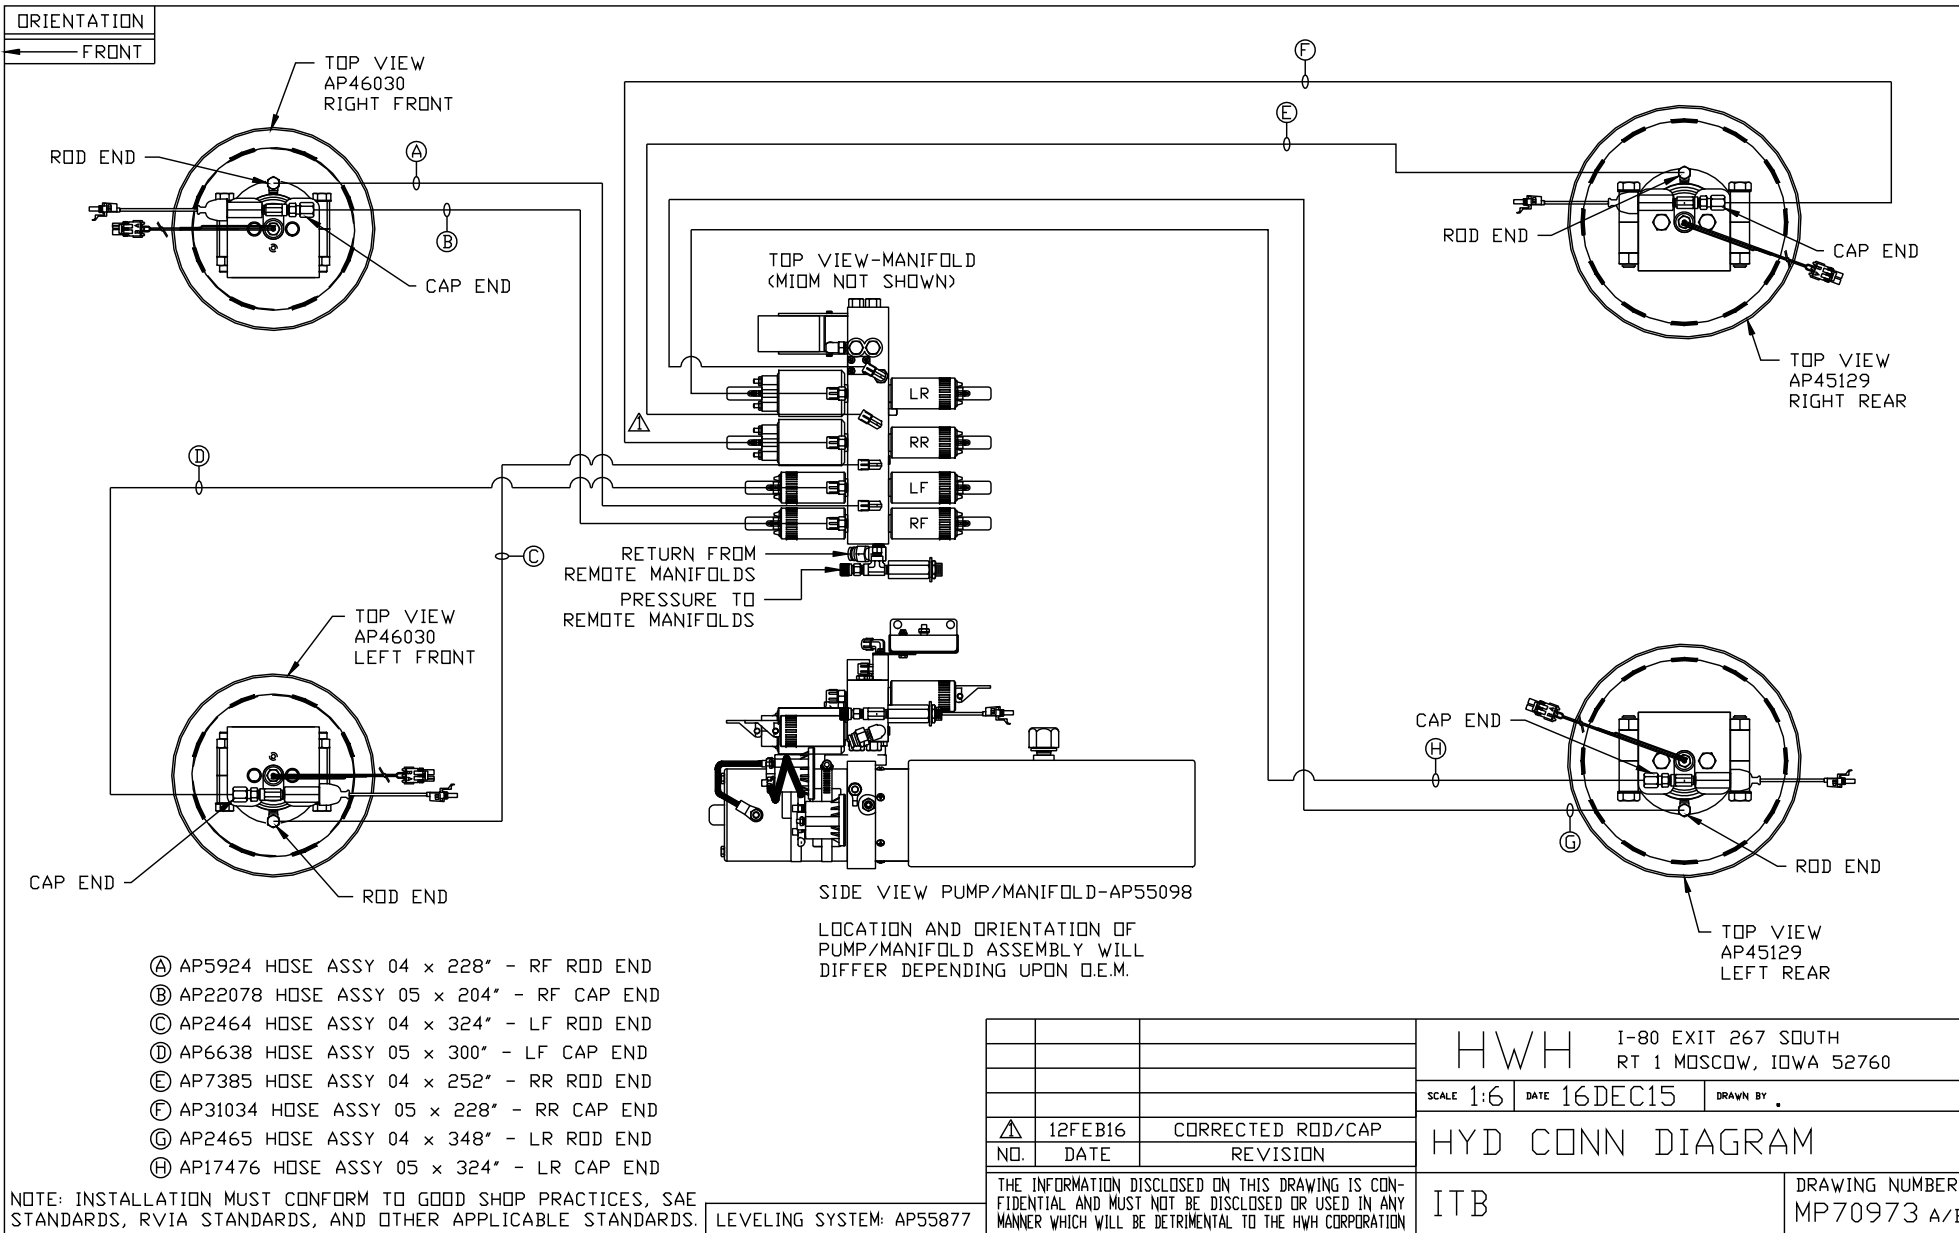 ORIENTATION
FRONT
TOP VIEW
AP46030
RIGHT FRONT
ROD END
A
B
CAP END
F
E
ROD END
CAP END
TOP VIEW
AP45129
RIGHT REAR
TOP VIEW-MANIFOLD
(MIOM NOT SHOWN)
LR
1
RR
LF
RF
D
C
RETURN FROM
REMOTE MANIFOLDS
PRESSURE TO
REMOTE MANIFOLDS
TOP VIEW
AP46030
LEFT FRONT
CAP END
ROD END
CAP END
H
G
ROD END
TOP VIEW
AP45129
LEFT REAR
SIDE VIEW PUMP/MANIFOLD-AP55098
LOCATION AND ORIENTATION OF
PUMP/MANIFOLD ASSEMBLY WILL
DIFFER DEPENDING UPON O.E.M.
A AP5924 HOSE ASSY 04 x 228" - RF ROD END
B AP22078 HOSE ASSY 05 x 204" - RF CAP END
C AP2464 HOSE ASSY 04 x 324" - LF ROD END
D AP6638 HOSE ASSY 05 x 300" - LF CAP END
E AP7385 HOSE ASSY 04 x 252" - RR ROD END
F AP31034 HOSE ASSY 05 x 228" - RR CAP END
G AP2465 HOSE ASSY 04 x 348" - LR ROD END
H AP17476 HOSE ASSY 05 x 324" - LR CAP END
NOTE: INSTALLATION MUST CONFORM TO GOOD SHOP PRACTICES, SAE
STANDARDS, RVIA STANDARDS, AND OTHER APPLICABLE STANDARDS.
LEVELING SYSTEM: AP55877
1 12FEB16 CORRECTED ROD/CAP
NO. DATE REVISION
THE INFORMATION DISCLOSED ON THIS DRAWING IS CON-
FIDENTIAL AND MUST NOT BE DISCLOSED OR USED IN ANY
MANNER WHICH WILL BE DETRIMENTAL TO THE HWH CORPORATION
HWH
I-80 EXIT 267 SOUTH
RT 1 MOSCOW, IOWA 52760
SCALE 1:6 DATE 16DEC15 DRAWN BY .
HYD CONN DIAGRAM
ITB
DRAWING NUMBER
MP70973 A/